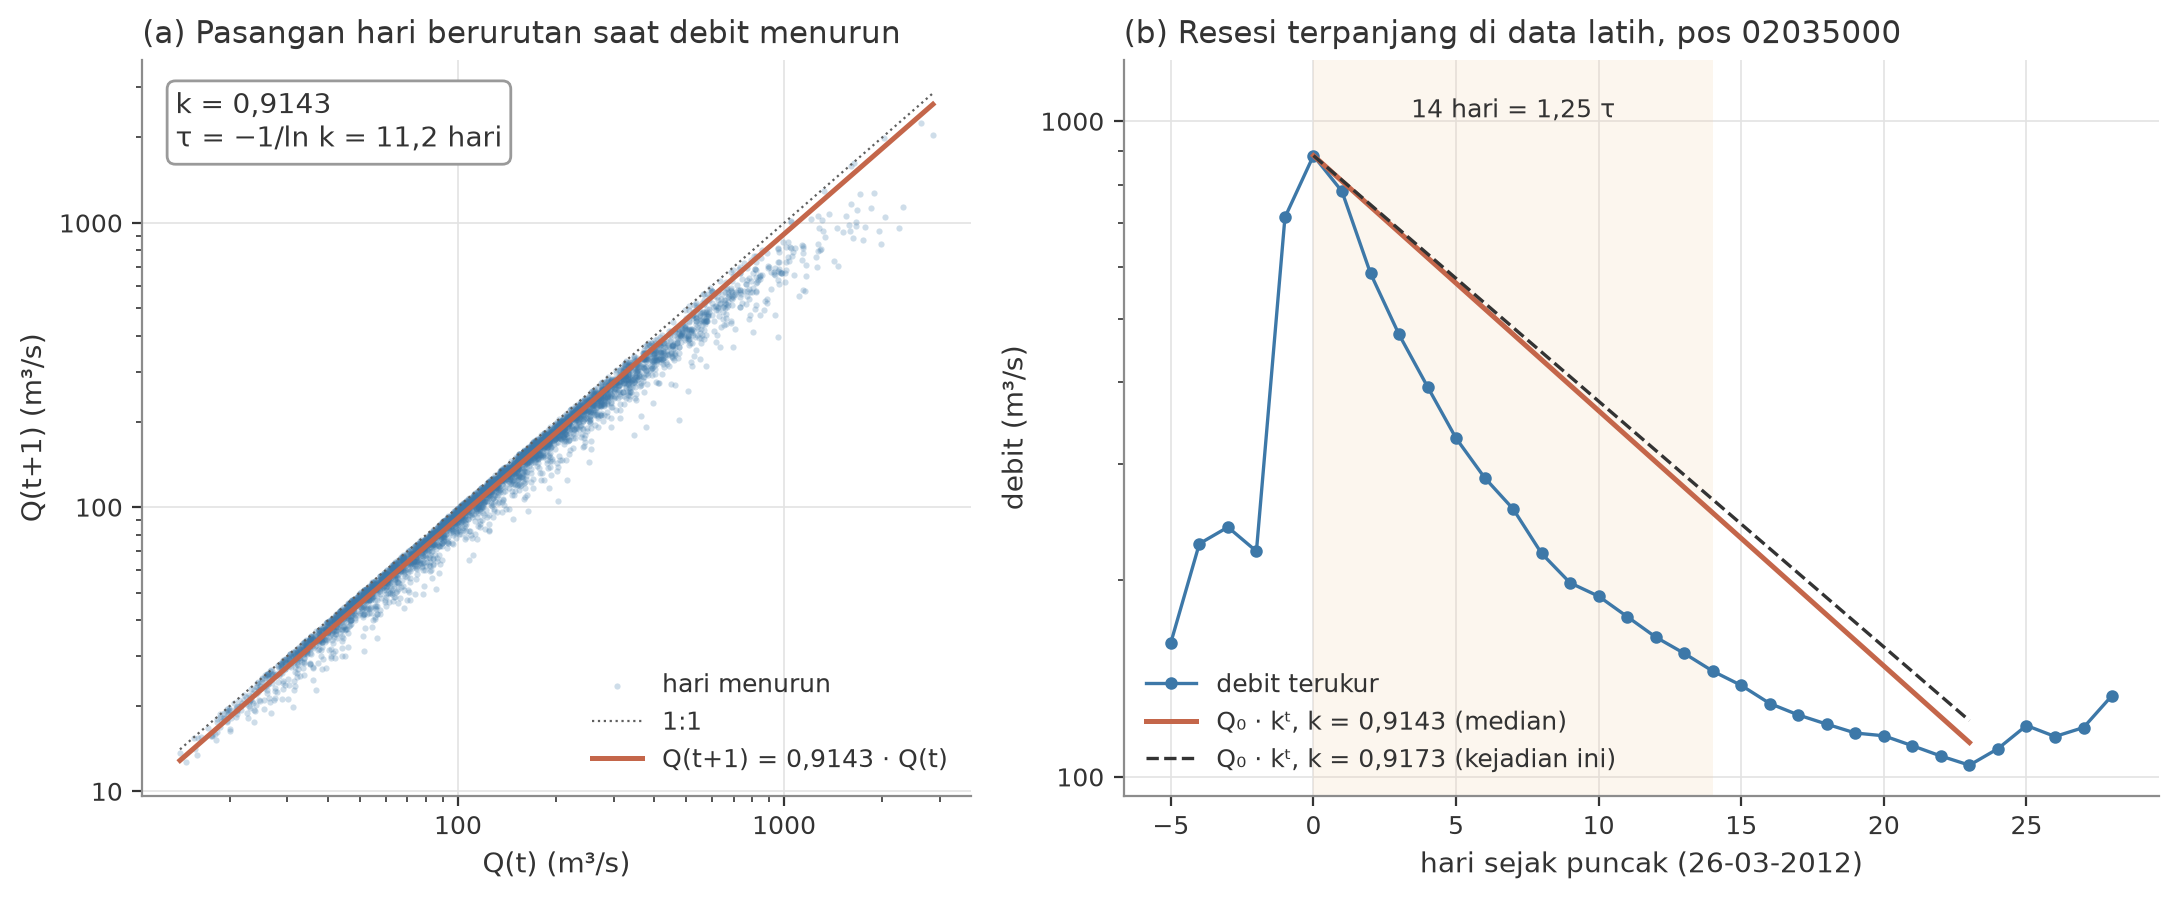 (a) Pasangan hari berurutan saat debit menurun
k = 0,9143
τ = −1/ln k = 11,2 hari
Q(t+1) (m³/s)
1000
100
10
hari menurun
1:1
Q(t+1) = 0,9143 · Q(t)
100
1000
Q(t) (m³/s)
(b) Resesi terpanjang di data latih, pos 02035000
14 hari = 1,25 τ
debit (m³/s)
1000
100
debit terukur
Q₀ · kᵗ, k = 0,9143 (median)
Q₀ · kᵗ, k = 0,9173 (kejadian ini)
−5
0
5
10
15
20
25
hari sejak puncak (26-03-2012)